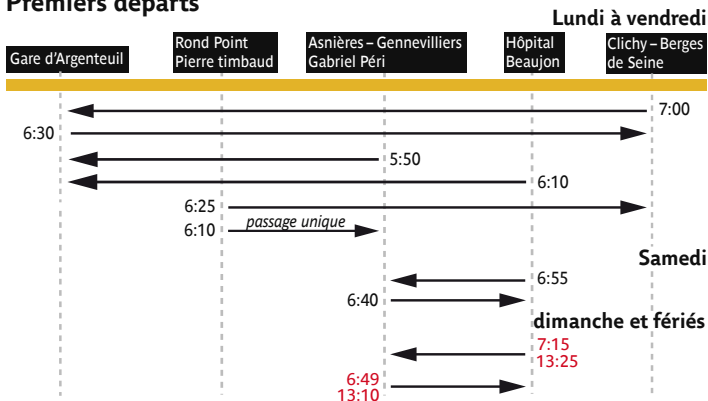 Premiers départs
Lundi à vendredi
Gare d'Argenteuil
Rond Point
Pierre timbaud
Asnières – Gennevilliers
Gabriel Péri
Hôpital
Beaujon
Clichy – Berges
de Seine
7:00
6:30
5:50
6:10
6:25
6:10 passage unique
Samedi
6:55
6:40
dimanche et fériés
7:15
13:25
6:49
13:10